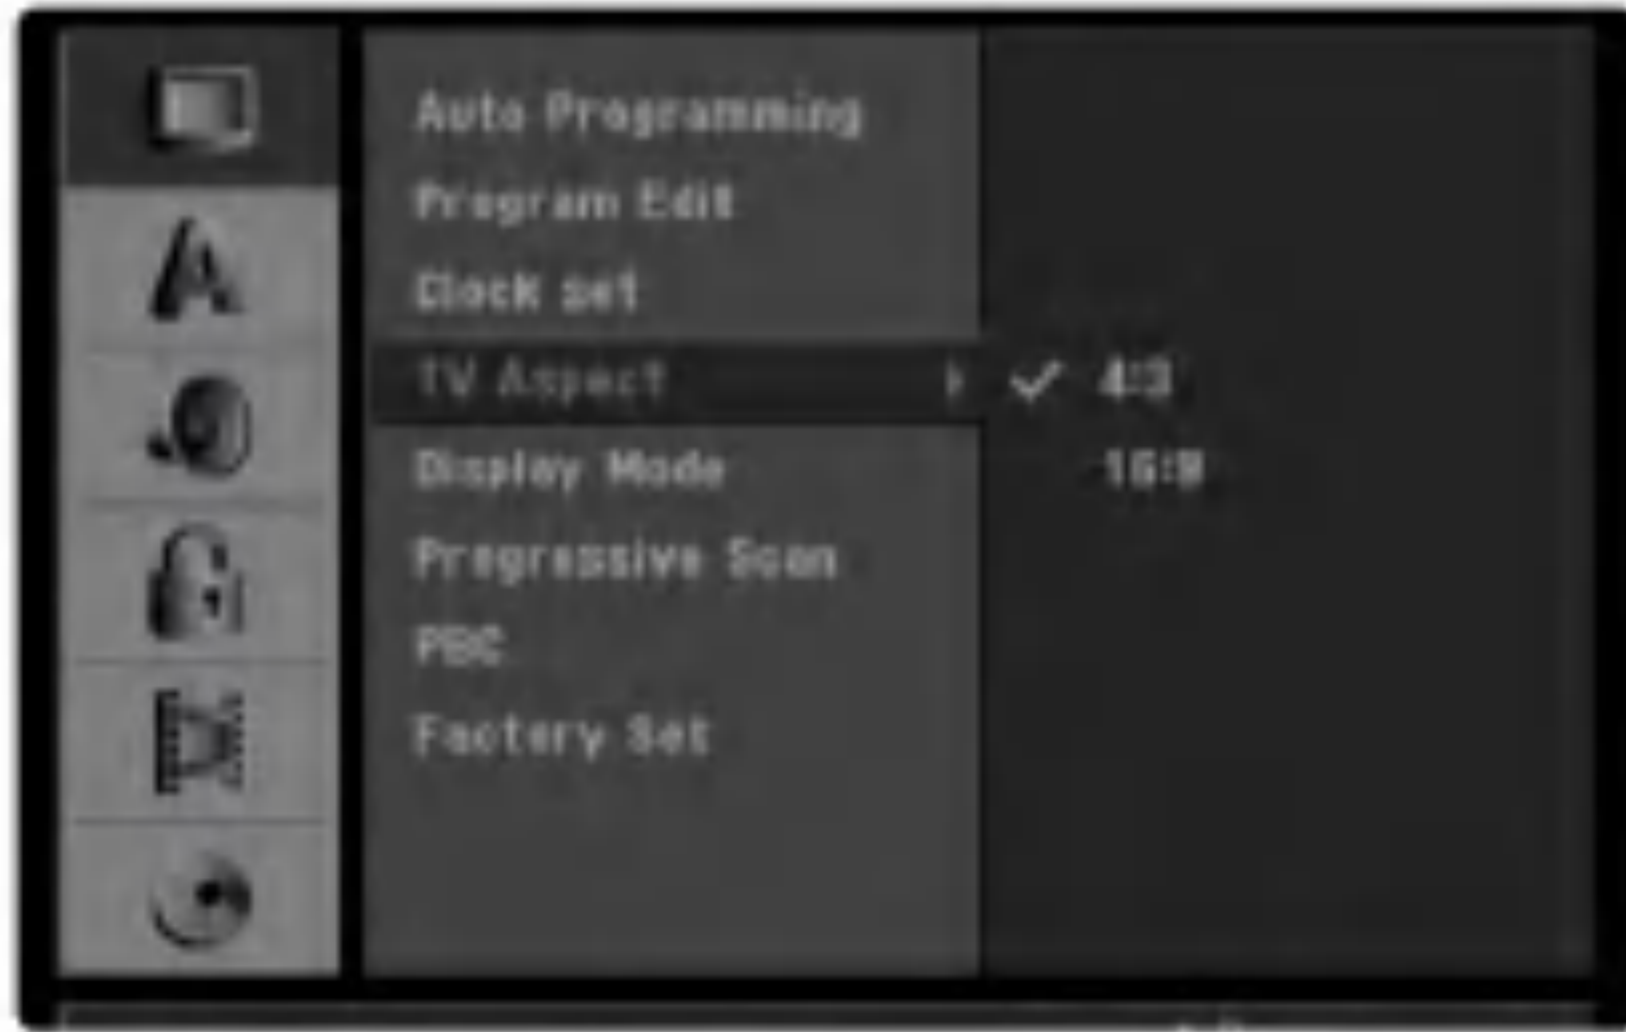 Auto Programming
Program Edit
Clock set
TV Aspect
4:3
16:9
Display Mode
Progressive Scan
PBC
Factory Set